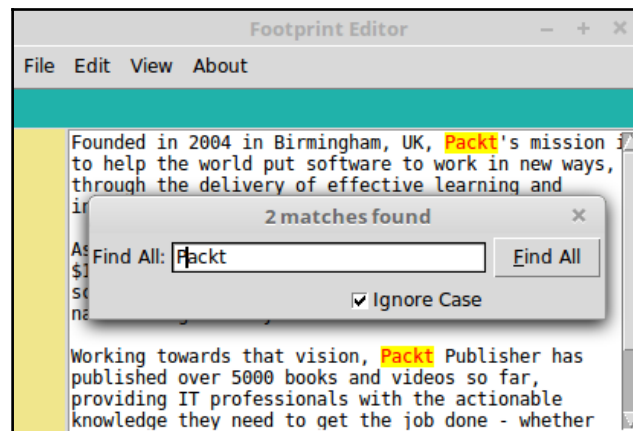 Footprint Editor
File Edit View About
Founded in 2004 in Birmingham, UK, Packt's mission
to help the world put software to work in new ways,
through the delivery of effective learning and
2 matches found
Find All: Packt Find All
Ignore Case
Working towards that vision, Packt Publisher has
published over 5000 books and videos so far,
providing IT professionals with the actionable
knowledge they need to get the job done - whether